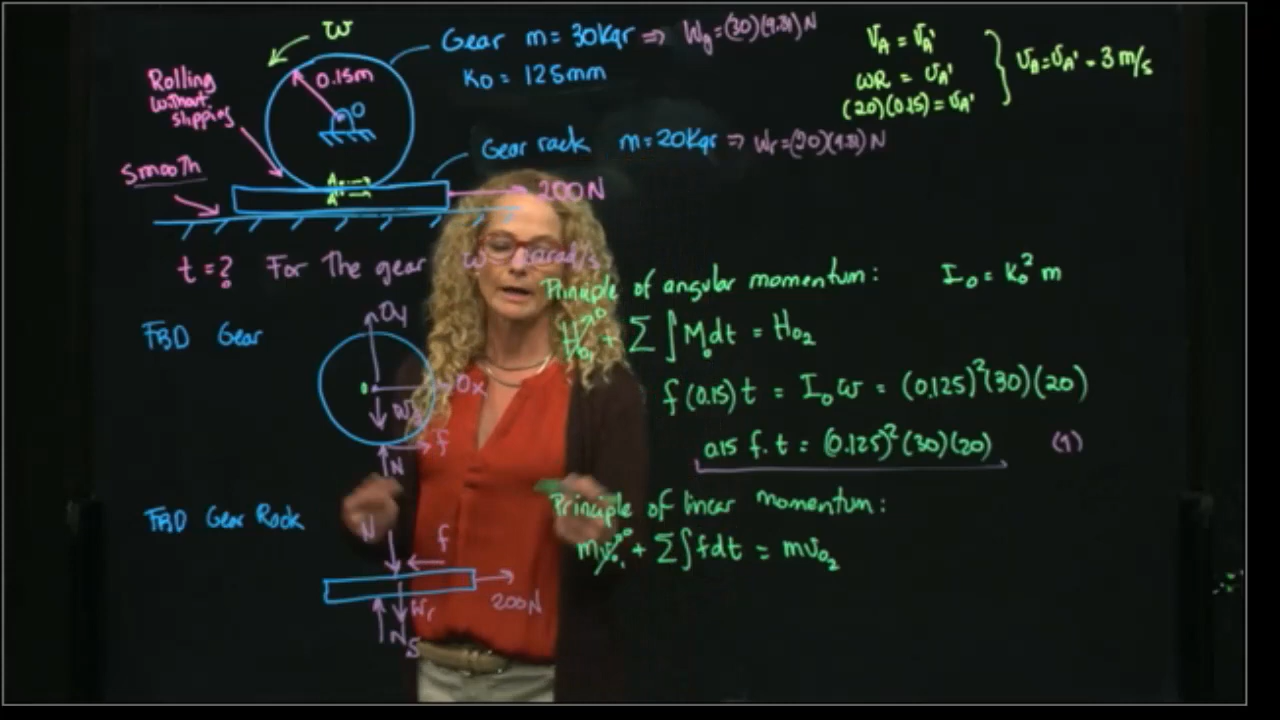 ω
Gear m = 30Kgr ⇒ Wg = (30)(9.81)N
Ko = 125mm
VA = VA'
ωR = VA'
(20)(0.15) = VA'
VA = VA' = 3 m/s
Rolling
without
slipping
0.15m
O
Gear rack m = 20Kgr ⇒ Wr = (20)(9.81)N
Smooth
A
A'
200N
t = ? For The gear ω rad/s
Principle of angular momentum: Io = Ko² m
FBD Gear
Oy
O
Ox
W
f
N
Ho1 →0 + Σ ∫ Mo dt = Ho2
f (0.15) t = Io ω = (0.125)² (30) (20)
0.15 f. t = (0.125)² (30) (20) (1)
FBD Gear Rack
N
f
200N
Wr
Ns
Principle of linear momentum:
mvo1 →0 + Σ ∫ f dt = mvo2